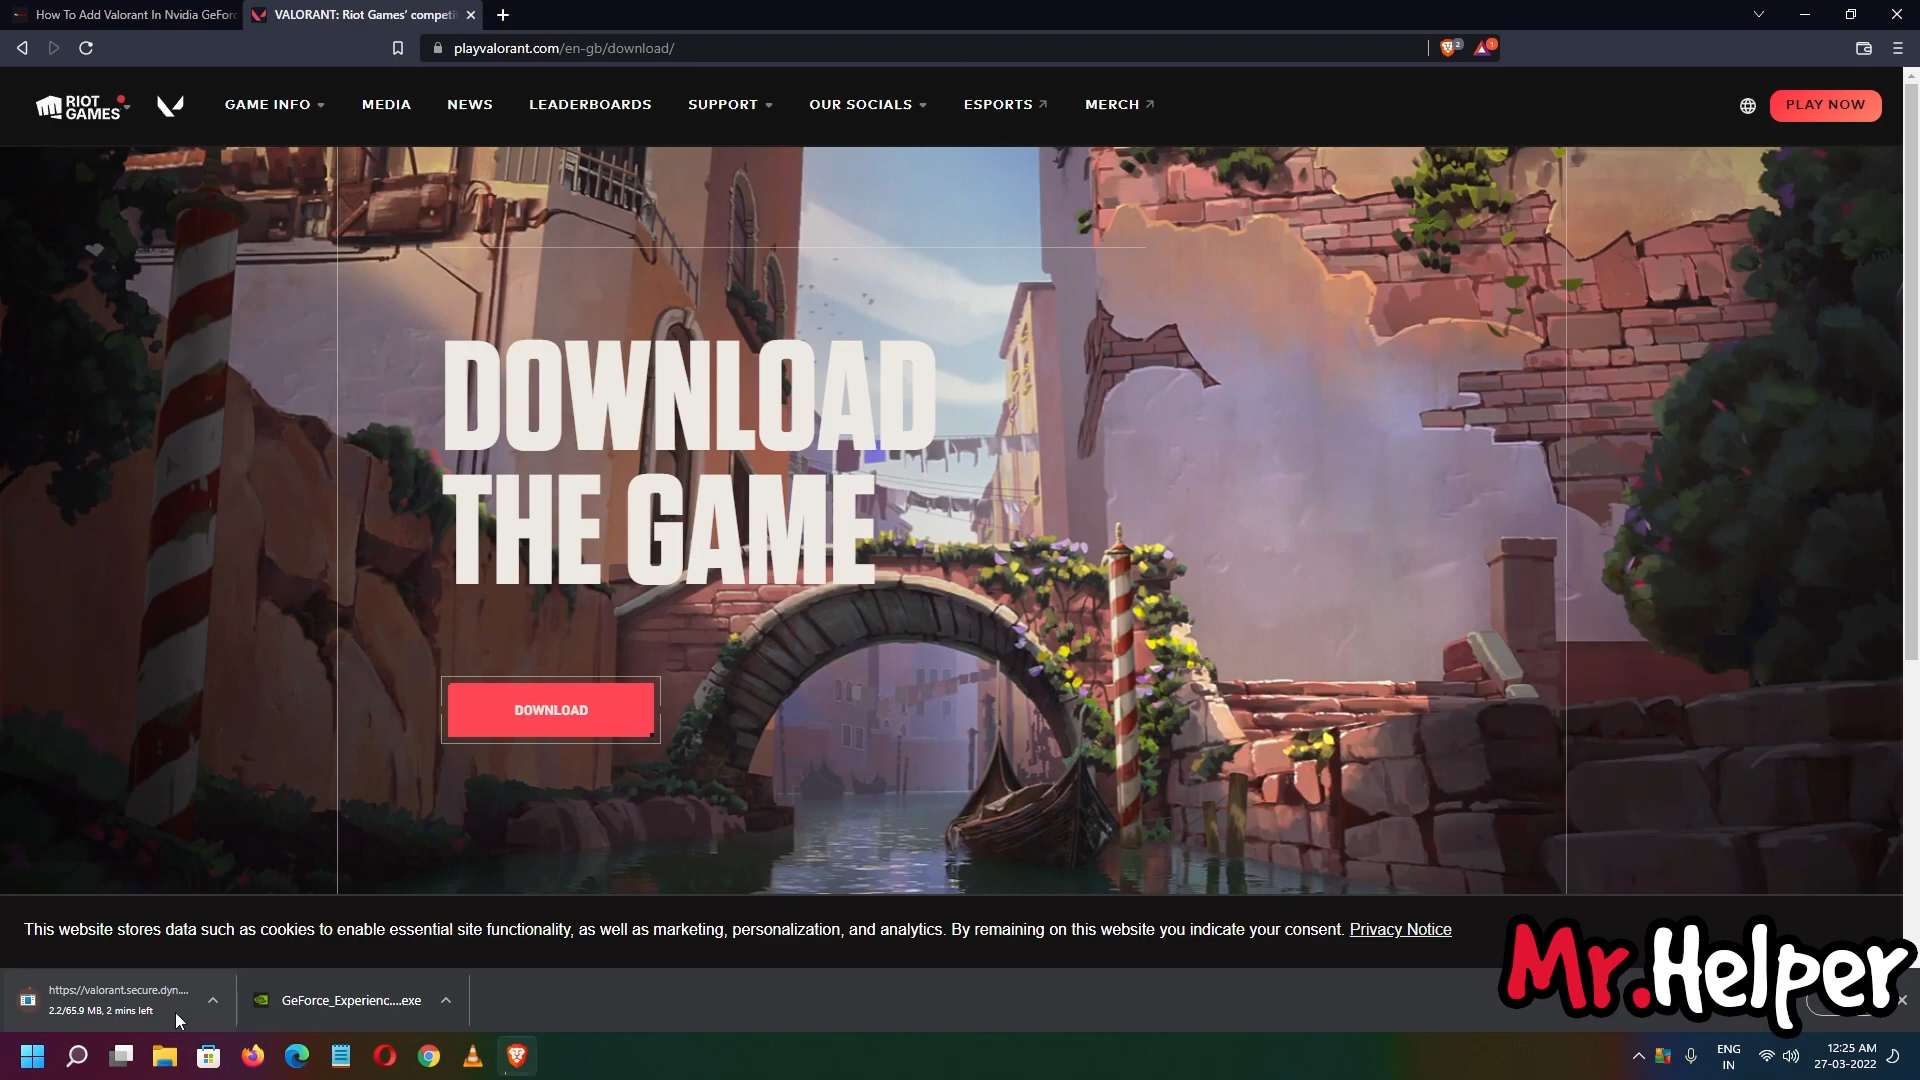 How To Add Valorant In Nvidia GeForc
VALORANT: Riot Games' competi
playvalorant.com/en-gb/download/
2
1
RIOT
GAMES
GAME INFO
MEDIA
NEWS
LEADERBOARDS
SUPPORT
OUR SOCIALS
ESPORTS
MERCH
PLAY NOW
DOWNLOAD
THE GAME
DOWNLOAD
This website stores data such as cookies to enable essential site functionality, as well as marketing, personalization, and analytics. By remaining on this website you indicate your consent. Privacy Notice
Mr.Helper
https://valorant.secure.dyn....
2.2/65.9 MB, 2 mins left
GeForce_Experienc....exe
ENG
IN
12:25 AM
27-03-2022